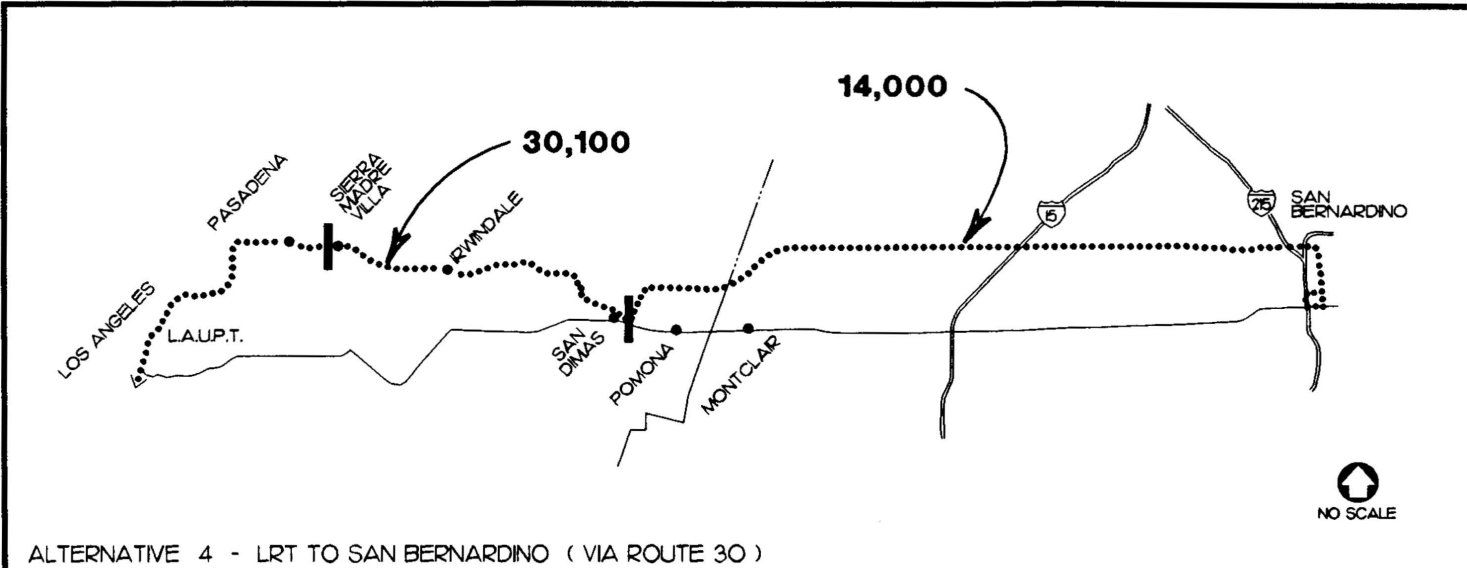 14,000
30,100
PASADENA
SIERRA
MADRE
VILLA
IRWINDALE
15
215
SAN
BERNARDINO
LOS ANGELES
L.A.U.P.T.
SAN
DIMAS
POMONA
MONTCLAIR
NO SCALE
ALTERNATIVE 4 - LRT TO SAN BERNARDINO ( VIA ROUTE 30 )